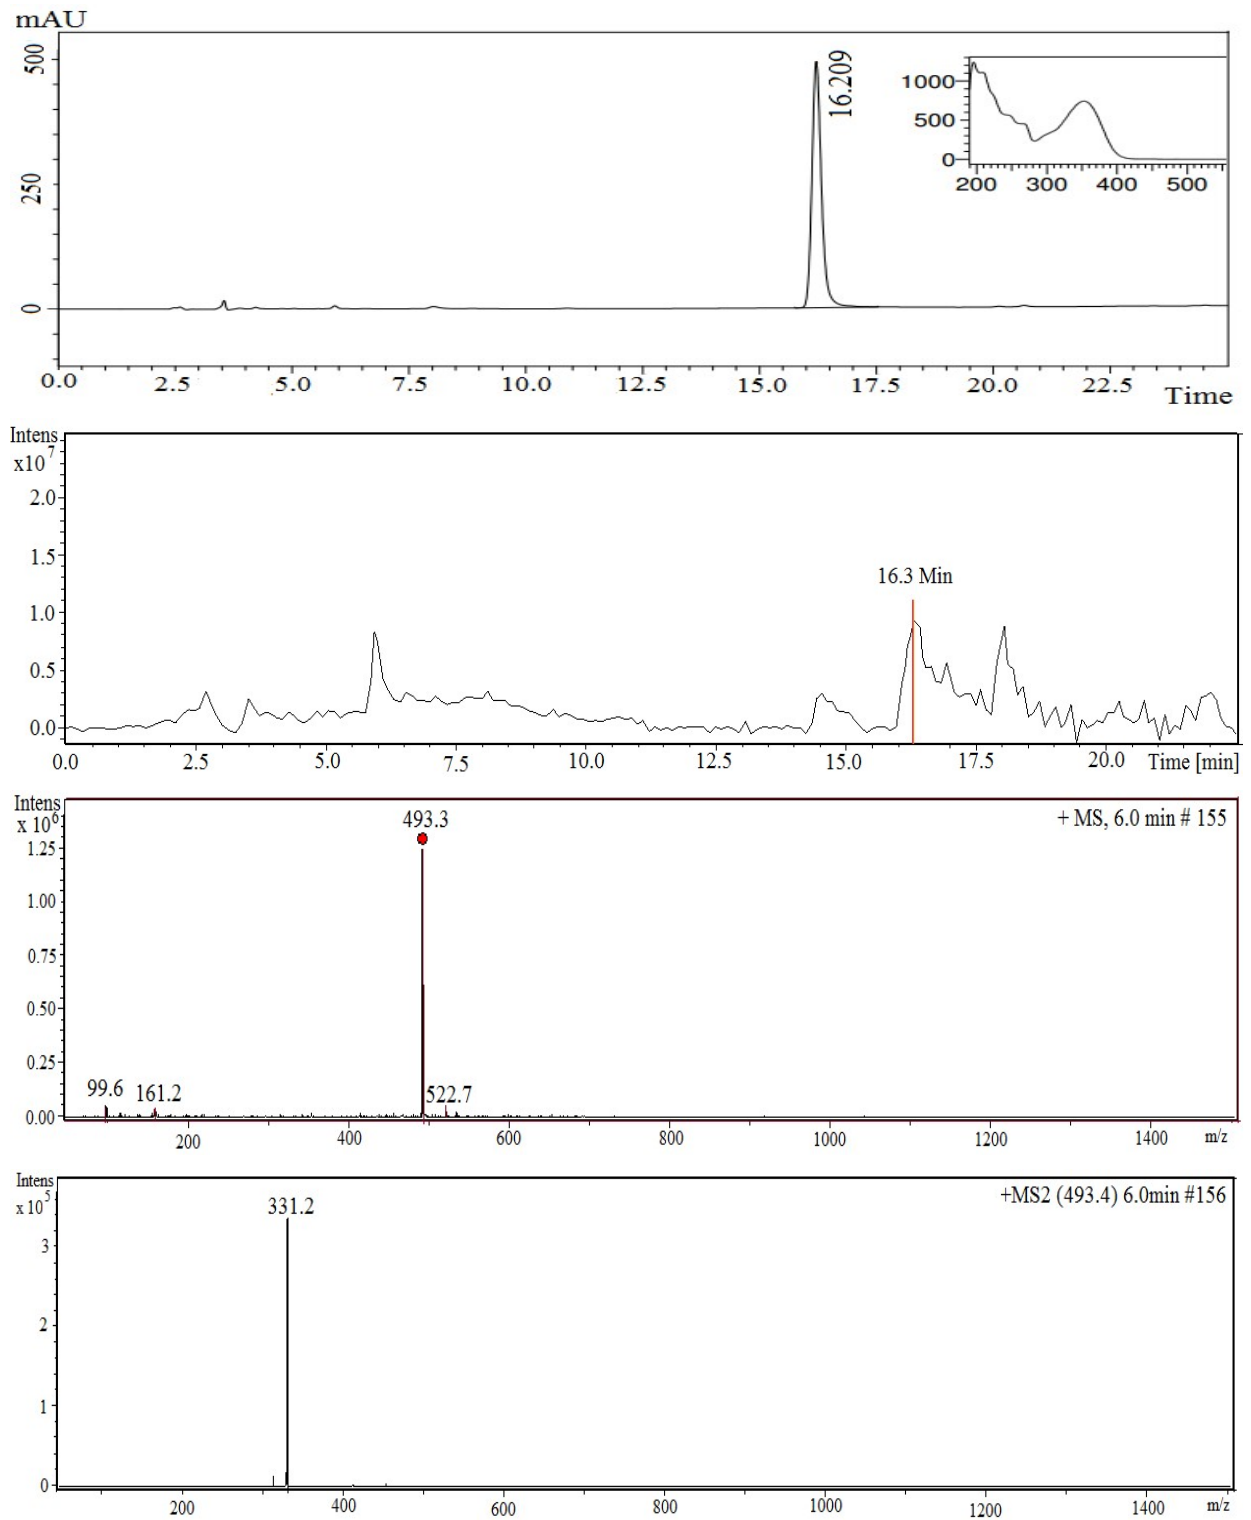 mAU
500
250
0
16.209
1000
500
0
200 300 400 500
0.0 2.5 5.0 7.5 10.0 12.5 15.0 17.5 20.0 22.5
Time
Intens
x10⁷
2.0
1.5
1.0
0.5
0.0
16.3 Min
0.0 2.5 5.0 7.5 10.0 12.5 15.0 17.5 20.0 Time [min]
Intens
x 10⁶
1.25
1.00
0.75
0.50
0.25
0.00
493.3
+ MS, 6.0 min # 155
99.6 161.2 522.7
200 400 600 800 1000 1200 1400 m/z
Intens
x 10⁵
3
2
1
0
331.2
+MS2 (493.4) 6.0min #156
200 400 600 800 1000 1200 1400 m/z